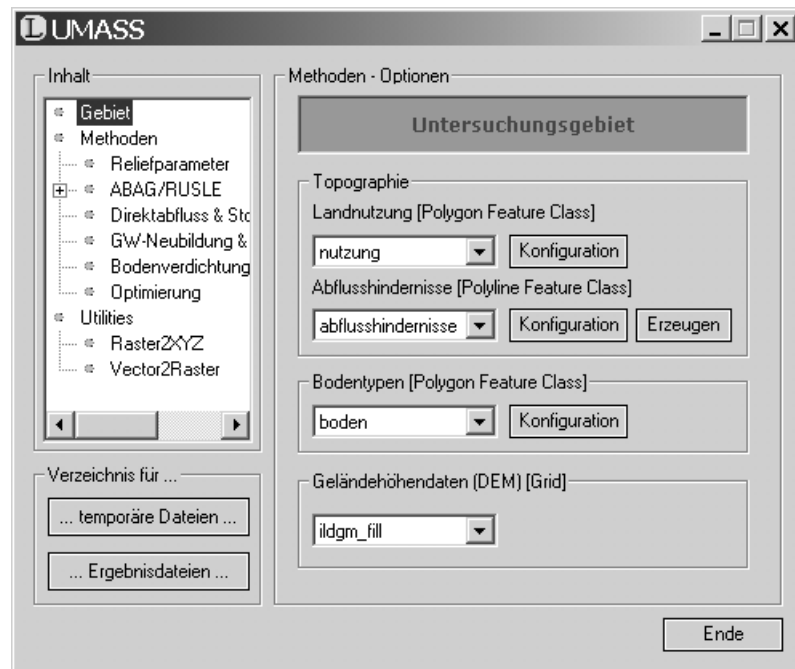 UMASS
Inhalt
Gebiet
Methoden
Reliefparameter
ABAG/RUSLE
Direktabfluss & Sto
GW-Neubildung &
Bodenverdichtung
Optimierung
Utilities
Raster2XYZ
Vector2Raster
Verzeichnis für ...
... temporäre Dateien ...
... Ergebnisdateien ...
Methoden - Optionen
Untersuchungsgebiet
Topographie
Landnutzung [Polygon Feature Class]
nutzung Konfiguration
Abflusshindernisse [Polyline Feature Class]
abflusshindernisse Konfiguration Erzeugen
Bodentypen [Polygon Feature Class]
boden Konfiguration
Geländehöhendaten (DEM) [Grid]
ildgm_fill
Ende